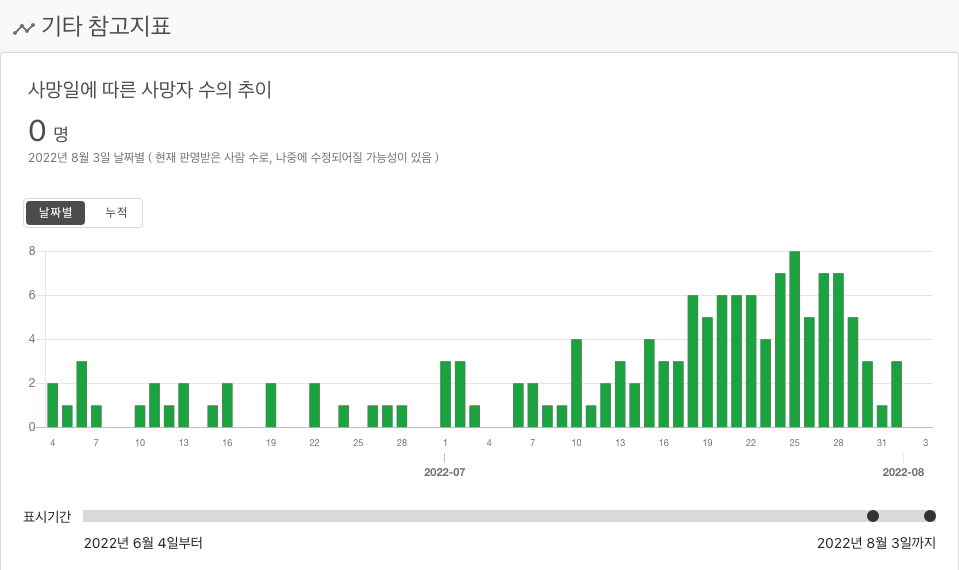 기타 참고지표
사망일에 따른 사망자 수의 추이
0 명
2022년 8월 3일 날짜별 ( 현재 판명받은 사람 수로, 나중에 수정되어질 가능성이 있음 )
날짜별 누적
8
6
4
2
0
4 7 10 13 16 19 22 25 28 1 4 7 10 13 16 19 22 25 28 31 3
2022-07 2022-08
표시기간
2022년 6월 4일부터 2022년 8월 3일까지